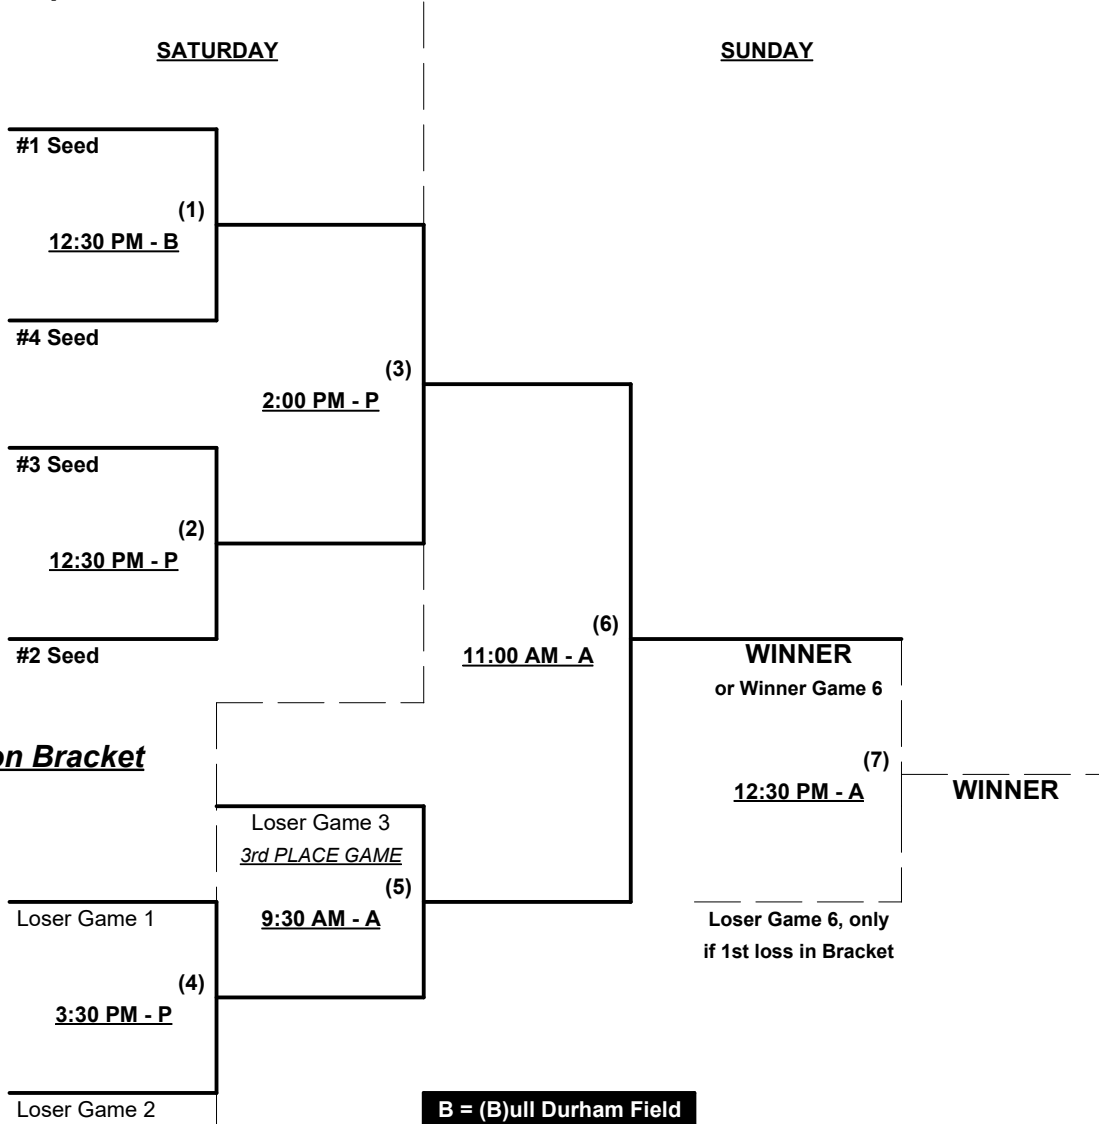 SATURDAY
SUNDAY
#1 Seed
(1)
12:30 PM - B
#4 Seed
(3)
2:00 PM - P
#3 Seed
(2)
12:30 PM - P
#2 Seed
(6)
11:00 AM - A
WINNER
or Winner Game 6
on Bracket
(7)
12:30 PM - A
WINNER
Loser Game 3
3rd PLACE GAME
(5)
9:30 AM - A
Loser Game 1
Loser Game 6, only
if 1st loss in Bracket
(4)
3:30 PM - P
Loser Game 2
B = (B)ull Durham Field